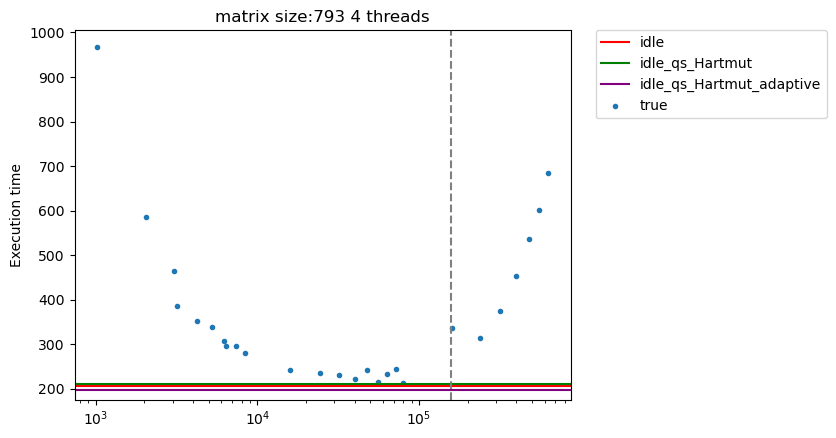 matrix size:793 4 threads
Execution time
1000
900
800
700
600
500
400
300
200
10³
10⁴
10⁵
idle
idle_qs_Hartmut
idle_qs_Hartmut_adaptive
true